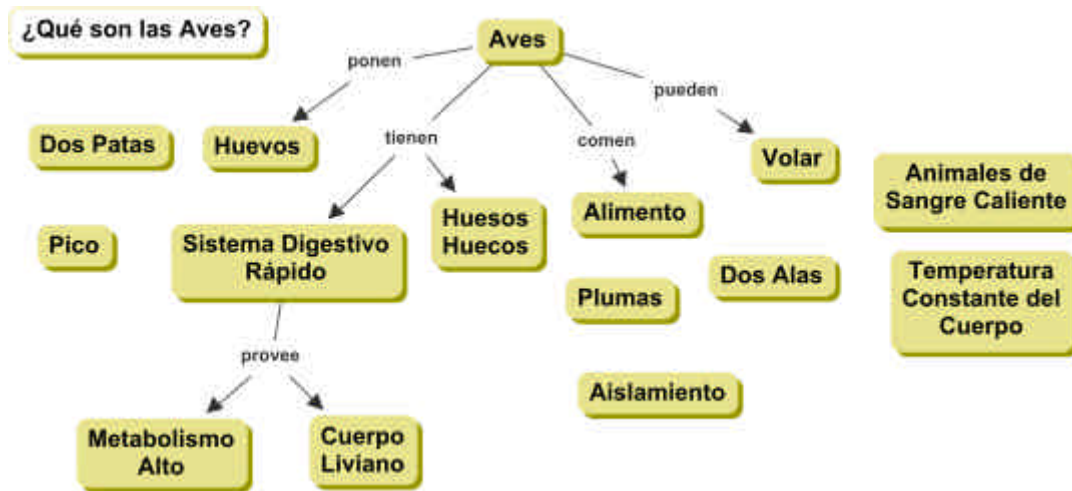 ¿Qué son las Aves?
Aves
ponen
pueden
tienen
comen
Dos Patas
Huevos
Volar
Animales de
Sangre Caliente
Pico
Sistema Digestivo
Rápido
Huesos
Huecos
Alimento
Plumas
Dos Alas
Temperatura
Constante del
Cuerpo
provee
Aislamiento
Metabolismo
Alto
Cuerpo
Liviano